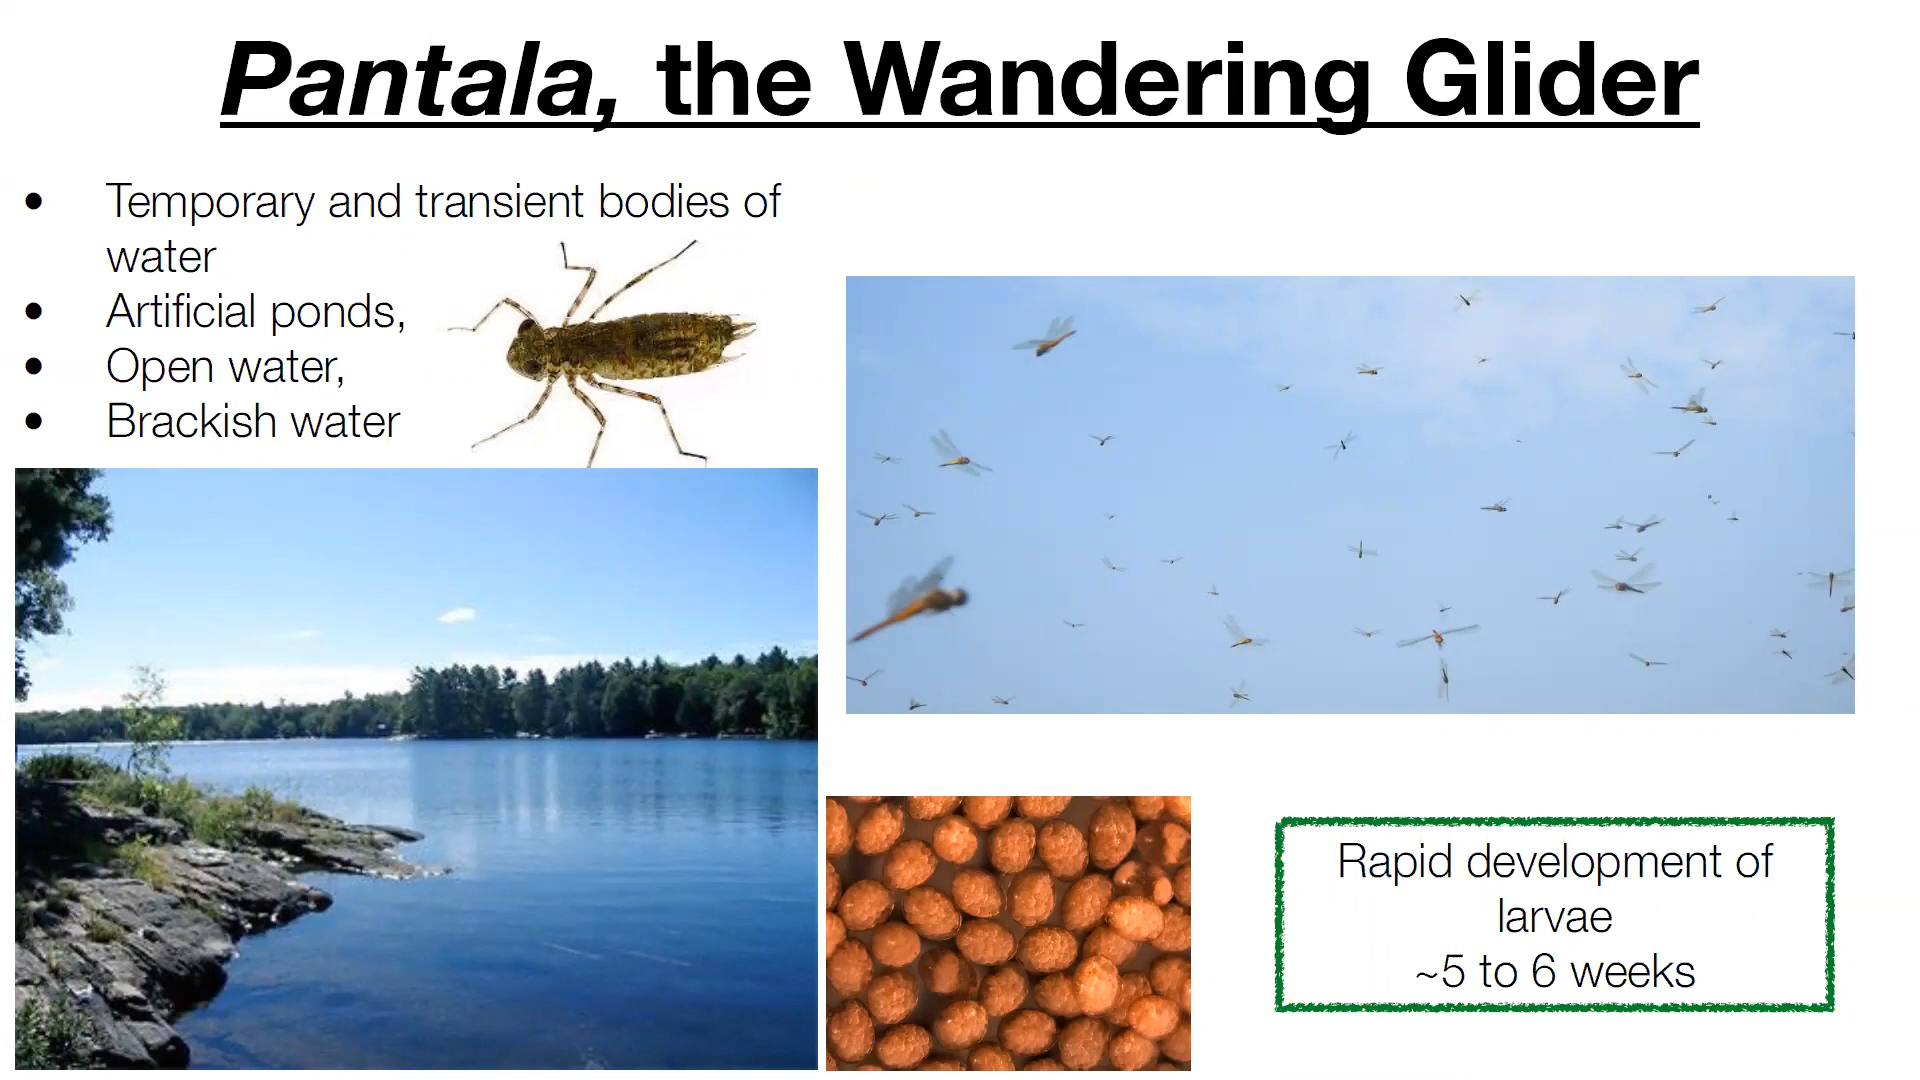 Pantala, the Wandering Glider
• Temporary and transient bodies of
water
• Artificial ponds,
• Open water,
• Brackish water
Rapid development of
larvae
~5 to 6 weeks